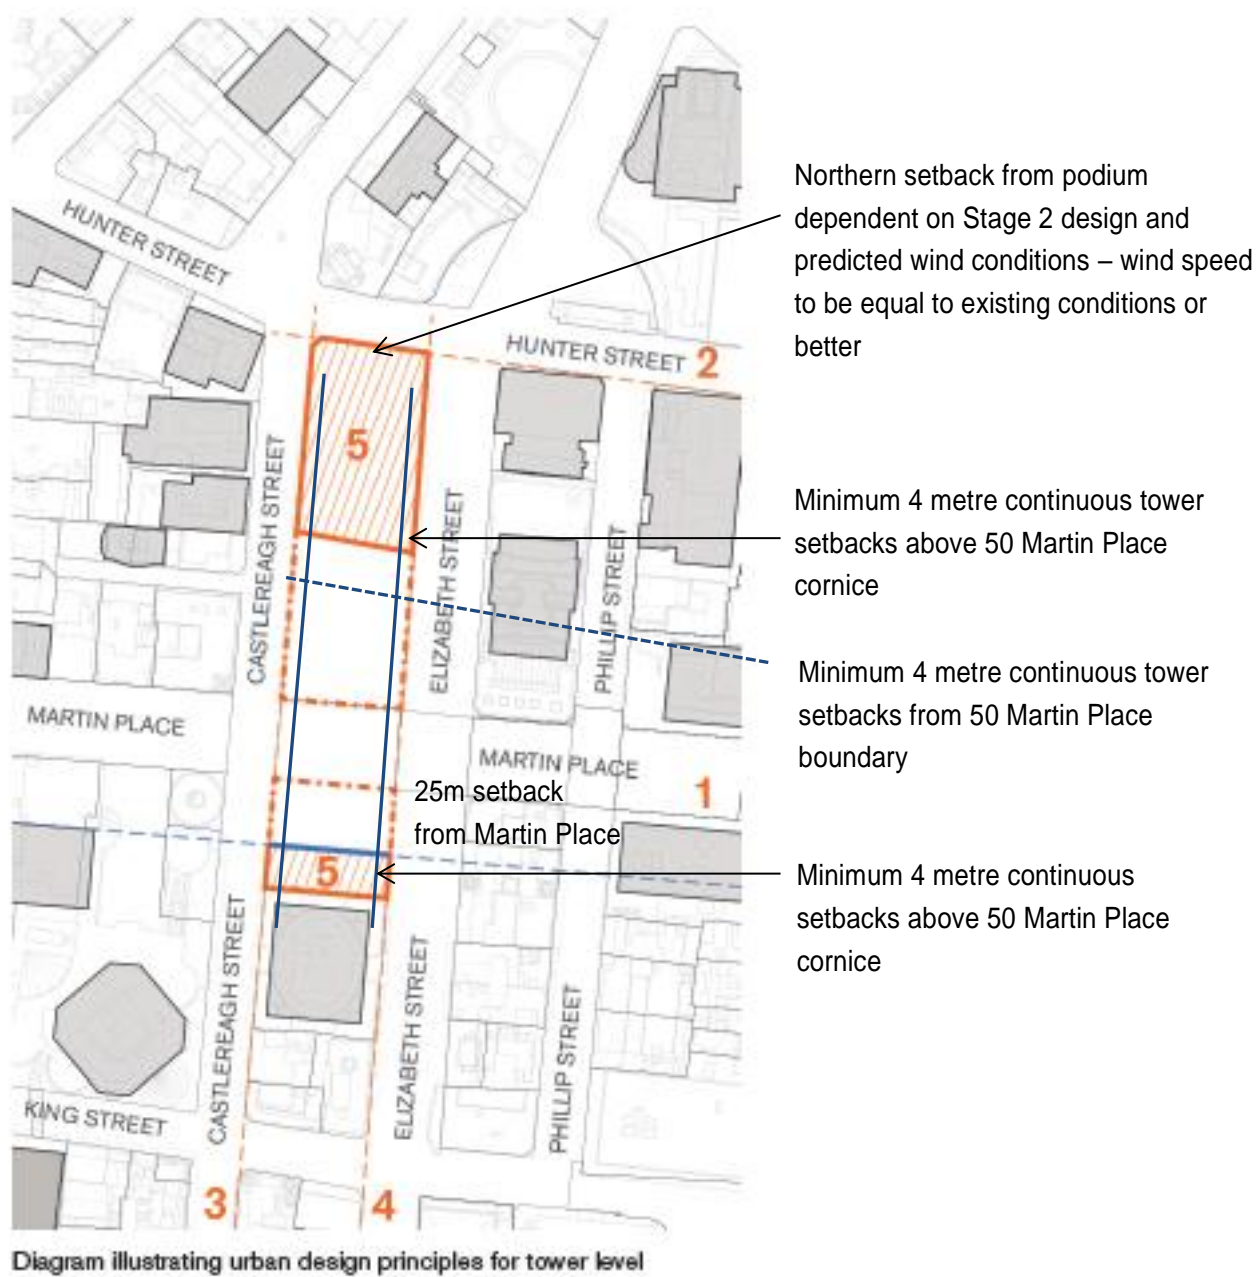 Northern setback from podium
dependent on Stage 2 design and
predicted wind conditions – wind speed
to be equal to existing conditions or
better
HUNTER STREET
HUNTER STREET
2
5
CASTLEREAGH STREET
ELIZABETH STREET
PHILLIP STREET
Minimum 4 metre continuous tower
setbacks above 50 Martin Place
cornice
Minimum 4 metre continuous tower
setbacks from 50 Martin Place
boundary
MARTIN PLACE
MARTIN PLACE
1
25m setback
from Martin Place
5
Minimum 4 metre continuous
setbacks above 50 Martin Place
cornice
CASTLEREAGH STREET
ELIZABETH STREET
PHILLIP STREET
KING STREET
3
4
Diagram illustrating urban design principles for tower level